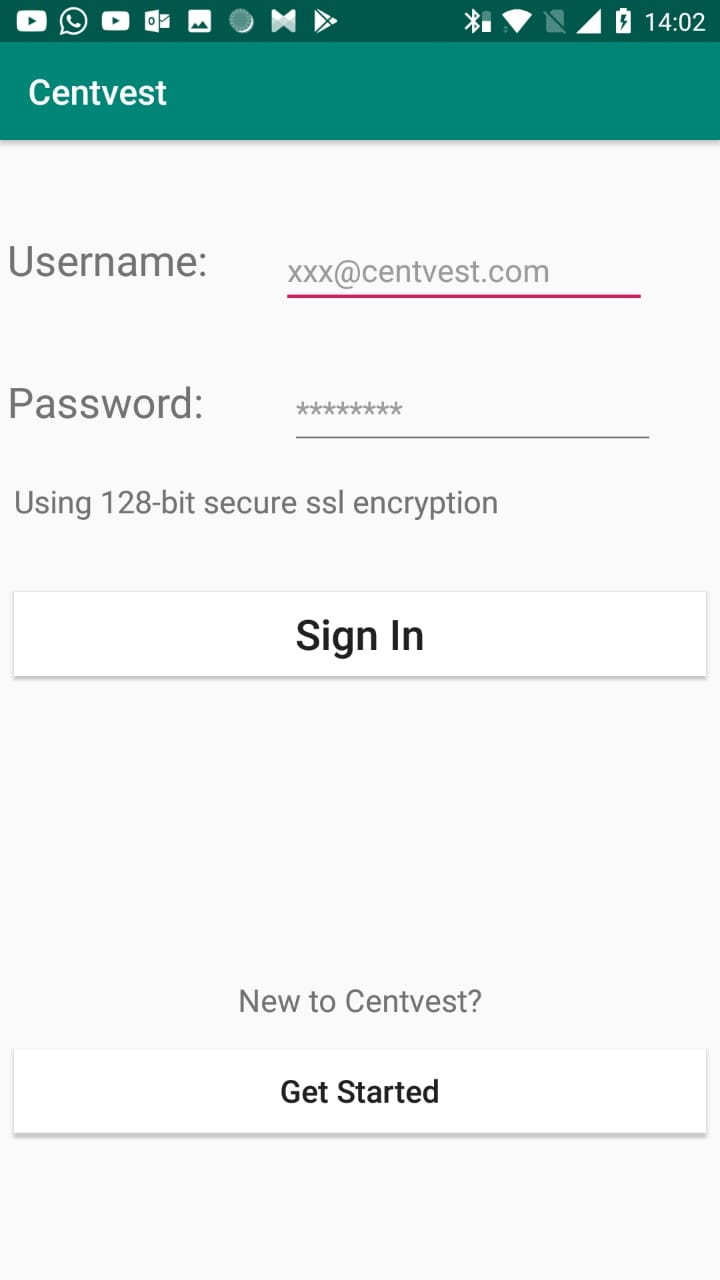 14:02
Centvest
Username:
xxx@centvest.com
Password:
********
Using 128-bit secure ssl encryption
Sign In
New to Centvest?
Get Started